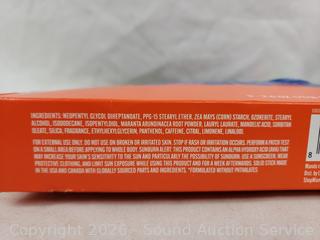 INGREDIENTS: NEOPENTYL GLYCOL DIHEPTANOATE, PPG-15 STEARYL ETHER, ZEA MAYS (CORN) STARCH, OZOKERITE, STEARYL
ALCOHOL, ISODODECANE, ISOPENTYLDIOL, MARANTA ARUNDINACEA ROOT POWDER, LAURYL LAURATE, MANDELIC ACID, SORBITAN
OLEATE, SILICA, FRAGRANCE, ETHYLHEXYLGLYCERIN, PANTHENOL, CAFFEINE, CITRAL, LIMONENE, LINALOOL
FOR EXTERNAL USE ONLY. DO NOT USE ON BROKEN OR IRRITATED SKIN. STOP IF RASH OR IRRITATION OCCURS. PERFORM A PATCH TEST
ON A SMALL AREA BEFORE APPLYING TO WHOLE BODY. SUNBURN ALERT THIS PRODUCT CONTAINS AN ALPHA HYDROXY ACID (AHA) THAT
MAY INCREASE YOUR SKIN'S SENSITIVITY TO THE SUN AND PARTICULARLY THE POSSIBILITY OF SUNBURN. USE A SUNSCREEN, WEAR
PROTECTIVE CLOTHING, AND LIMIT SUN EXPOSURE WHILE USING THIS PRODUCT AND FOR A WEEK AFTERWARDS. SOLID STICK MADE
IN THE USA AND CANADA WITH GLOBALLY SOURCED PARTS AND INGREDIENTS. *FORMULATED WITHOUT PHTHALATES
8
Mando
Dist. by
ShopMan
Copyright 2026 - Sound Auction Service